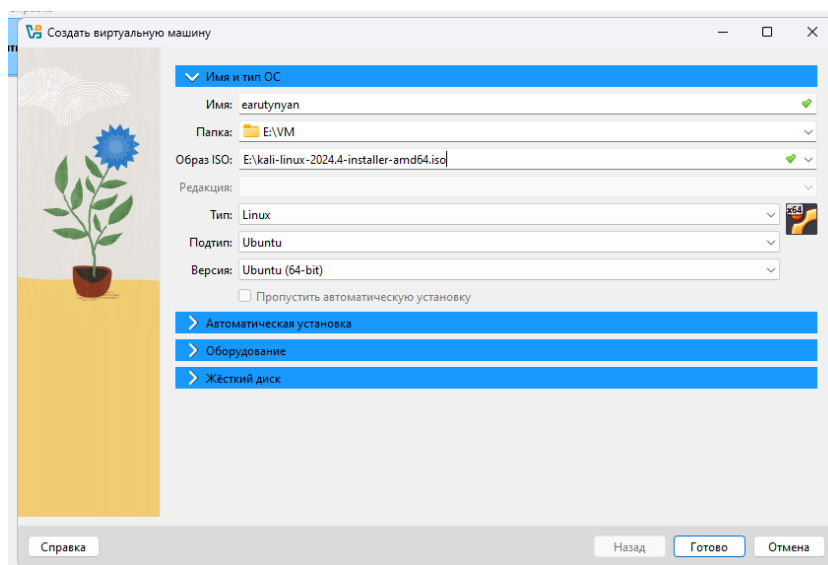 Создать виртуальную машину
Имя и тип ОС
Имя: earutynyan
Папка: E:\VM
Образ ISO: E:\kali-linux-2024.4-installer-amd64.iso
Редакция:
Тип: Linux
x64
Подтип: Ubuntu
Версия: Ubuntu (64-bit)
Пропустить автоматическую установку
Автоматическая установка
Оборудование
Жёсткий диск
Справка Назад Готово Отмена